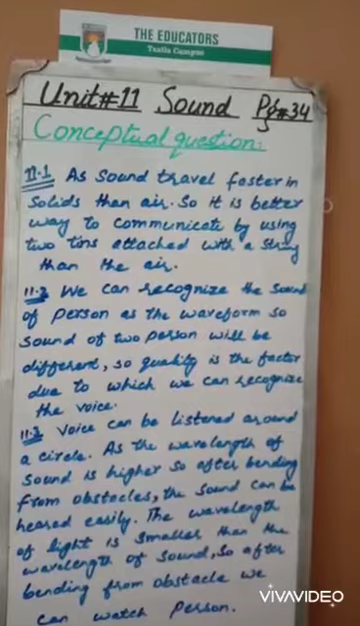 THE EDUCATORS
Taxila Campus
Unit#11 Sound Pg#34
Conceptual question:
11.1 As sound travel faster in
solids than air. So it is better
way to communicate by using
two tins attached with a string
than the air.
11.2 We can recognize the sound
of person as the waveform so
sound of two person will be
different, so quality is the factor
due to which we can recognize
the voice.
11.3 Voice can be listened around
a circle. As the wavelength of
sound is higher so after bending
from obstacles, the sound can be
heared easily. The wavelength
of light is smaller than the
wavelength of sound, so after
bending from obstacle we
can watch person.
VIVAVIDEO